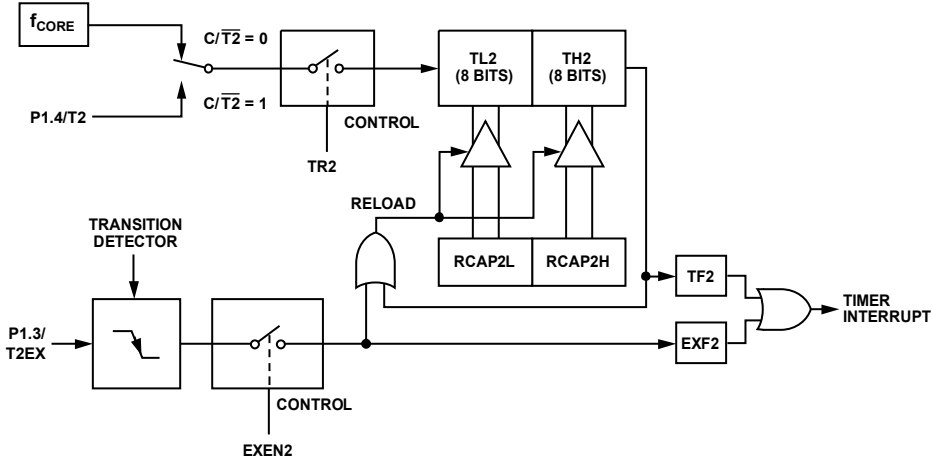 fCORE
C/T2̅ = 0
C/T2̅ = 1
P1.4/T2
CONTROL
TR2
TL2
(8 BITS)
TH2
(8 BITS)
RELOAD
TRANSITION
DETECTOR
RCAP2L
RCAP2H
TF2
TIMER
INTERRUPT
P1.3/
T2EX
EXF2
CONTROL
EXEN2